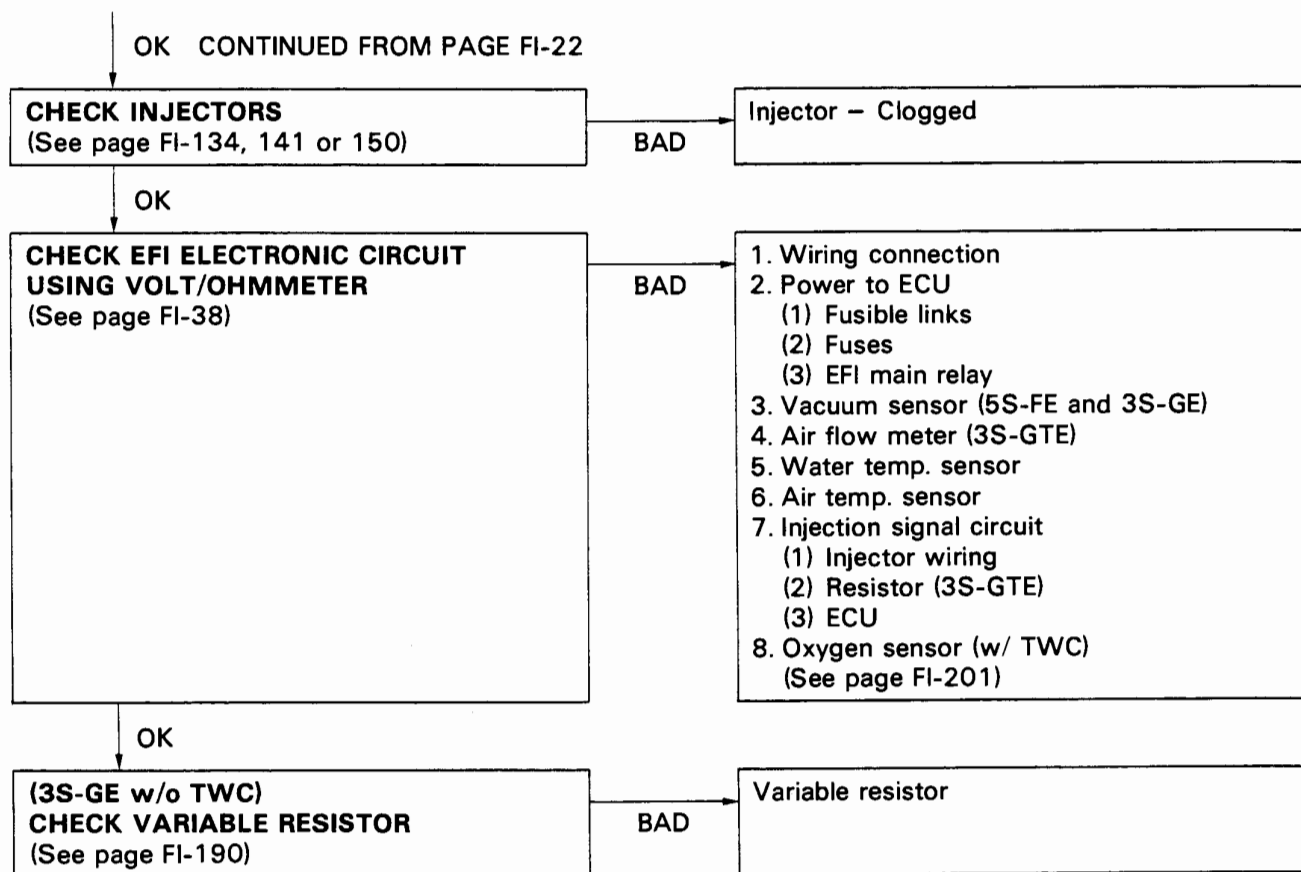 OK CONTINUED FROM PAGE FI-22
CHECK INJECTORS
(See page FI-134, 141 or 150)
BAD
Injector – Clogged
OK
CHECK EFI ELECTRONIC CIRCUIT
USING VOLT/OHMMETER
(See page FI-38)
BAD
1. Wiring connection
2. Power to ECU
(1) Fusible links
(2) Fuses
(3) EFI main relay
3. Vacuum sensor (5S-FE and 3S-GE)
4. Air flow meter (3S-GTE)
5. Water temp. sensor
6. Air temp. sensor
7. Injection signal circuit
(1) Injector wiring
(2) Resistor (3S-GTE)
(3) ECU
8. Oxygen sensor (w/ TWC)
(See page FI-201)
OK
(3S-GE w/o TWC)
CHECK VARIABLE RESISTOR
(See page FI-190)
BAD
Variable resistor